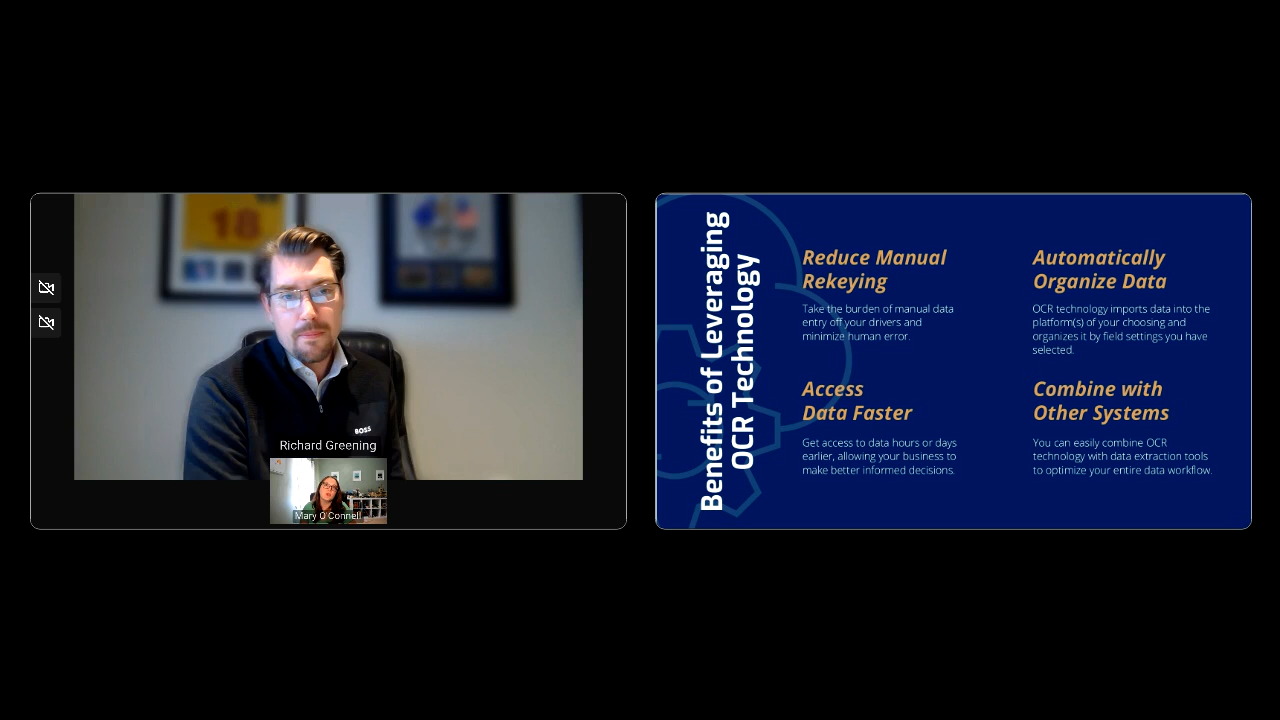 18
BOSS
Richard Greening
Mary O Connell
Benefits of Leveraging
OCR Technology
Reduce Manual
Rekeying
Take the burden of manual data
entry off your drivers and
minimize human error.
Automatically
Organize Data
OCR technology imports data into the
platform(s) of your choosing and
organizes it by field settings you have
selected.
Access
Data Faster
Get access to data hours or days
earlier, allowing your business to
make better informed decisions.
Combine with
Other Systems
You can easily combine OCR
technology with data extraction tools
to optimize your entire data workflow.